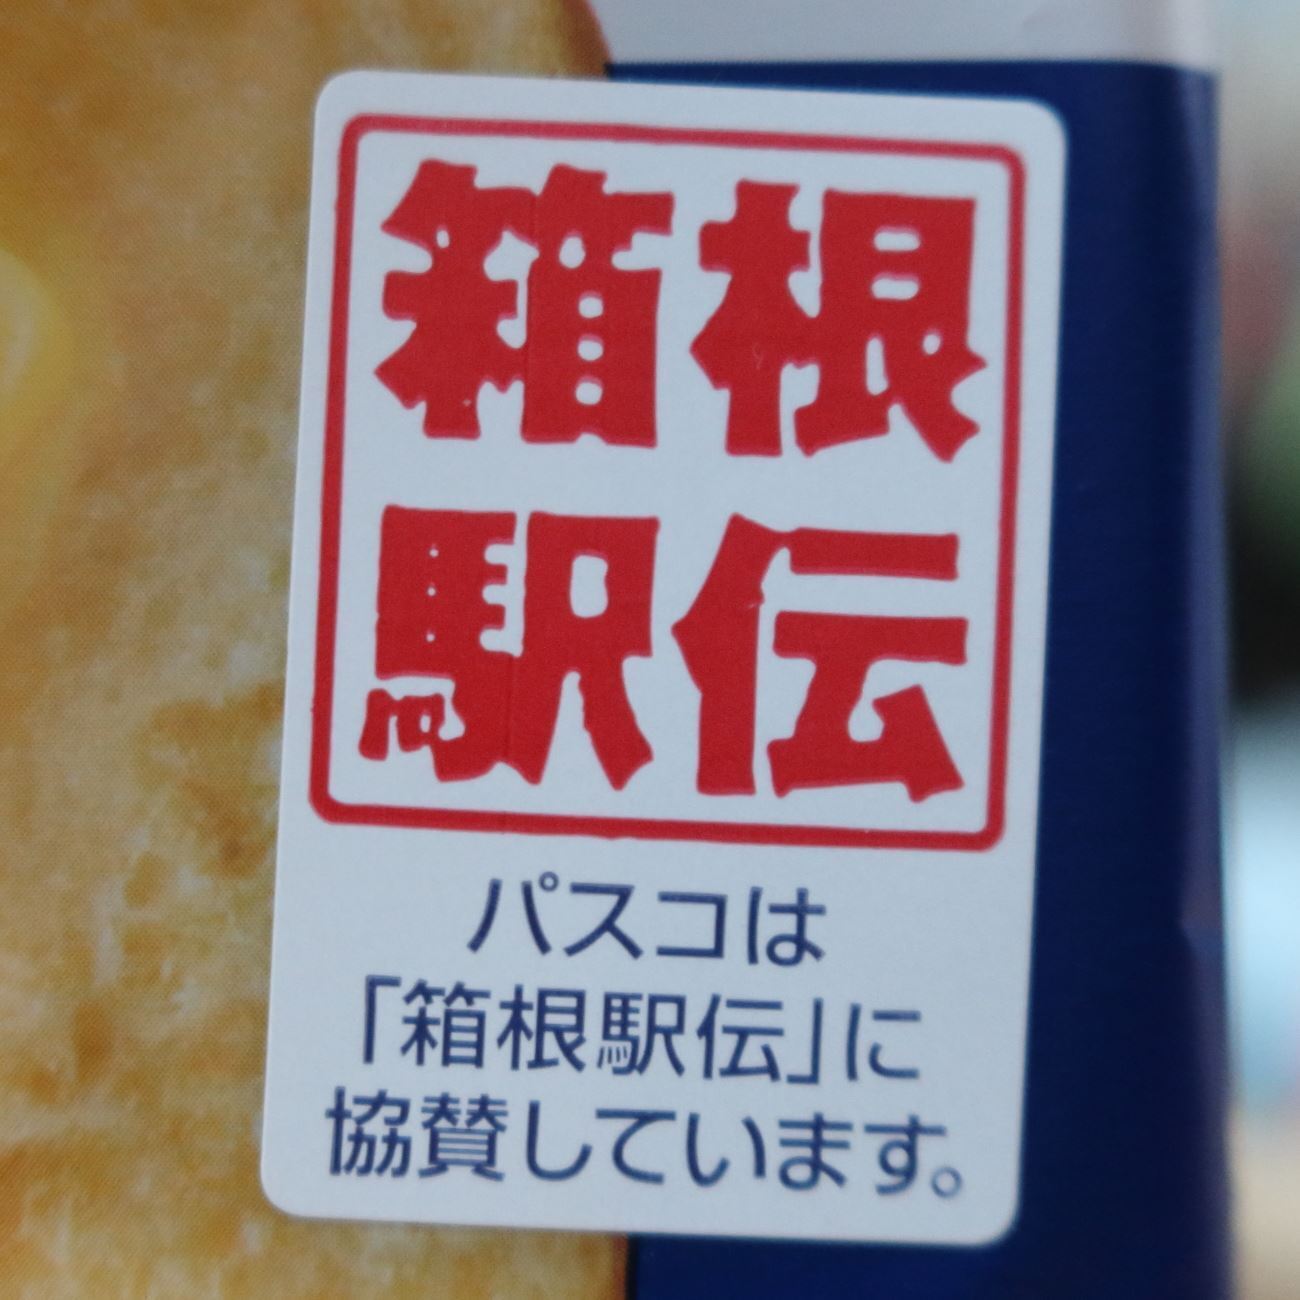 箱根
駅伝
パスコは
「箱根駅伝」に
協賛しています。